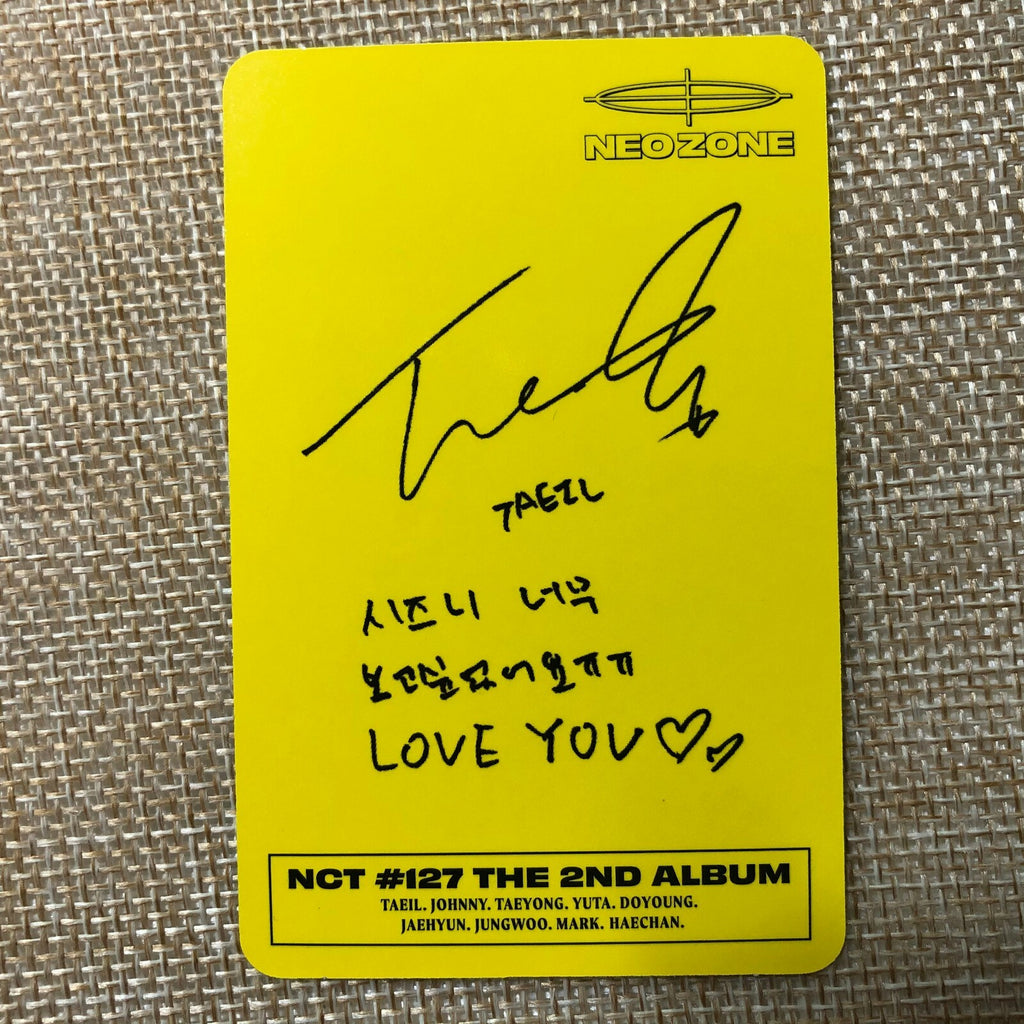 NEO ZONE
TAEIL
시즈니 너무
보고싶었어요ㅠㅠ
LOVE YOU♡♡
NCT #127 THE 2ND ALBUM
TAEIL. JOHNNY. TAEYONG. YUTA. DOYOUNG.
JAEHYUN. JUNGWOO. MARK. HAECHAN.